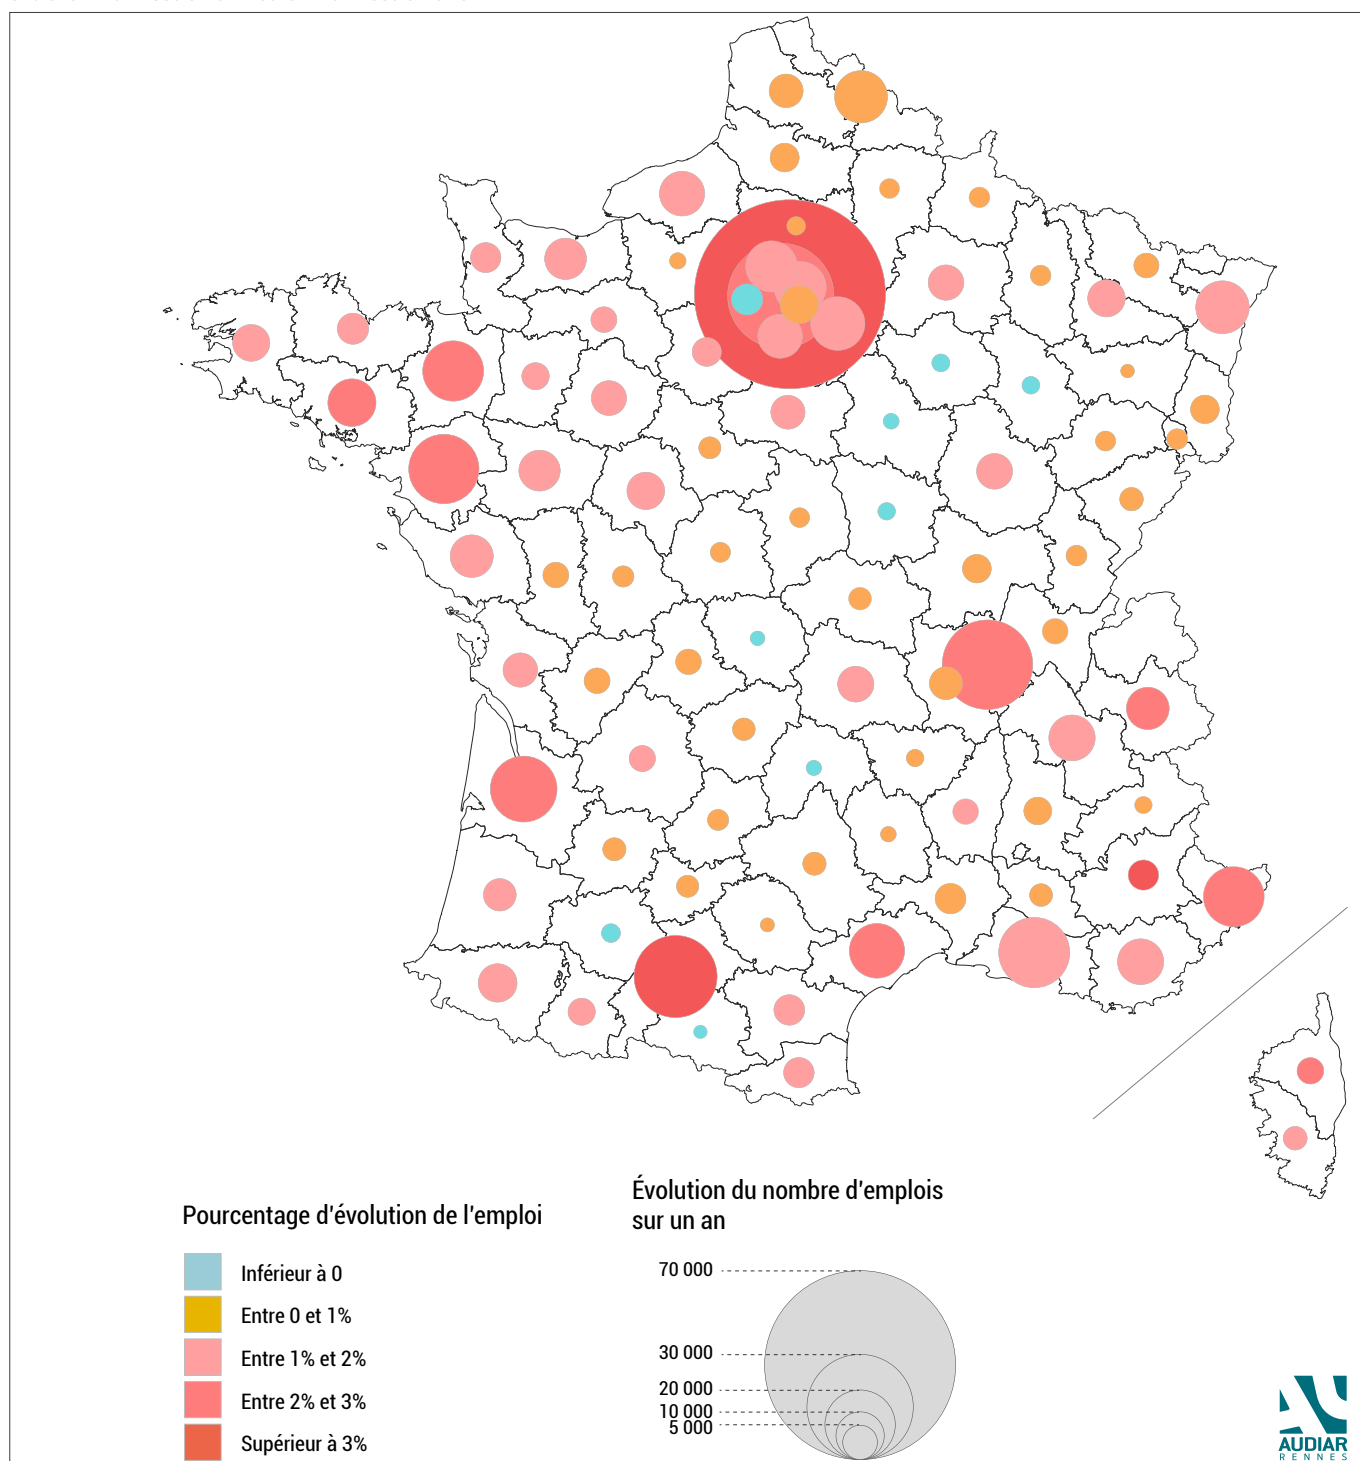 Pourcentage d'évolution de l'emploi
Inférieur à 0
Entre 0 et 1%
Entre 1% et 2%
Entre 2% et 3%
Supérieur à 3%
Évolution du nombre d'emplois
sur un an
70 000
30 000
20 000
10 000
5 000
AUDIAR
RENNES